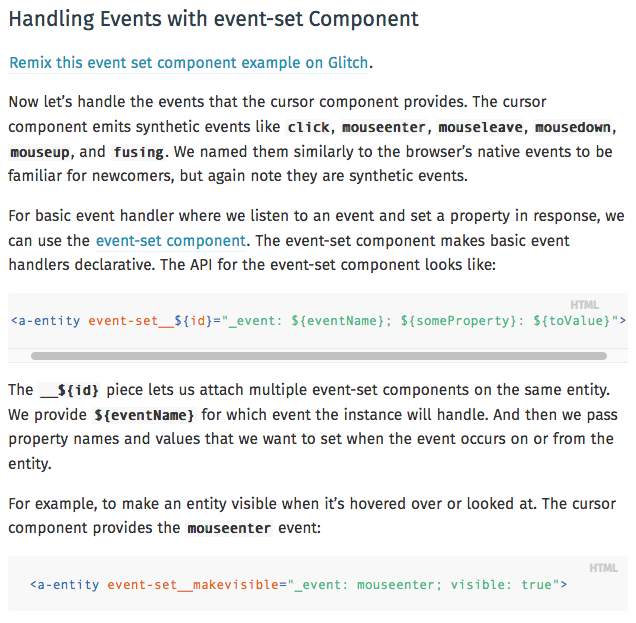 Handling Events with event-set Component
Remix this event set component example on Glitch.
Now let’s handle the events that the cursor component provides. The cursor
component emits synthetic events like click, mouseenter, mouseleave, mousedown,
mouseup, and fusing. We named them similarly to the browser’s native events to be
familiar for newcomers, but again note they are synthetic events.
For basic event handler where we listen to an event and set a property in response, we
can use the event-set component. The event-set component makes basic event
handlers declarative. The API for the event-set component looks like:
HTML
<a-entity event-set__${id}="_event: ${eventName}; ${someProperty}: ${toValue}">
The __${id} piece lets us attach multiple event-set components on the same entity.
We provide ${eventName} for which event the instance will handle. And then we pass
property names and values that we want to set when the event occurs on or from the
entity.
For example, to make an entity visible when it’s hovered over or looked at. The cursor
component provides the mouseenter event:
HTML
<a-entity event-set__makevisible="_event: mouseenter; visible: true">